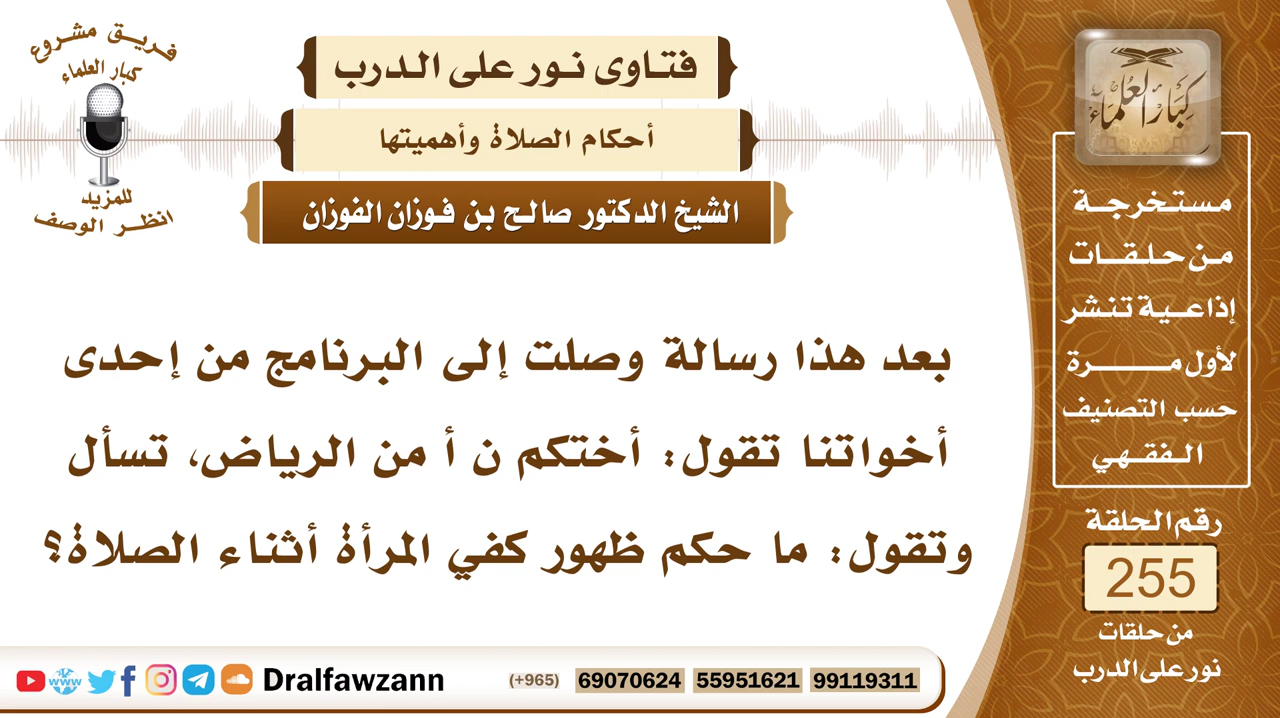 فريق مشروع
كبار العلماء
للمزيد
انظر الوصف
فتاوى نور على الدرب
أحكام الصلاة وأهميتها
الشيخ الدكتور صالح بن فوزان الفوزان
بعد هذا رسالة وصلت إلى البرنامج من إحدى
أخواتنا تقول: أختكم ن أ من الرياض، تسأل
وتقول: ما حكم ظهور كفي المرأة أثناء الصلاة؟
كبار العلماء
مستخرجة
من حلقات
إذاعية تنشر
لأول مرة
حسب التصنيف
الفقهي
رقم الحلقة
255
من حلقات
نور على الدرب
www
Dralfawzann (+965) 69070624 55951621 99119311